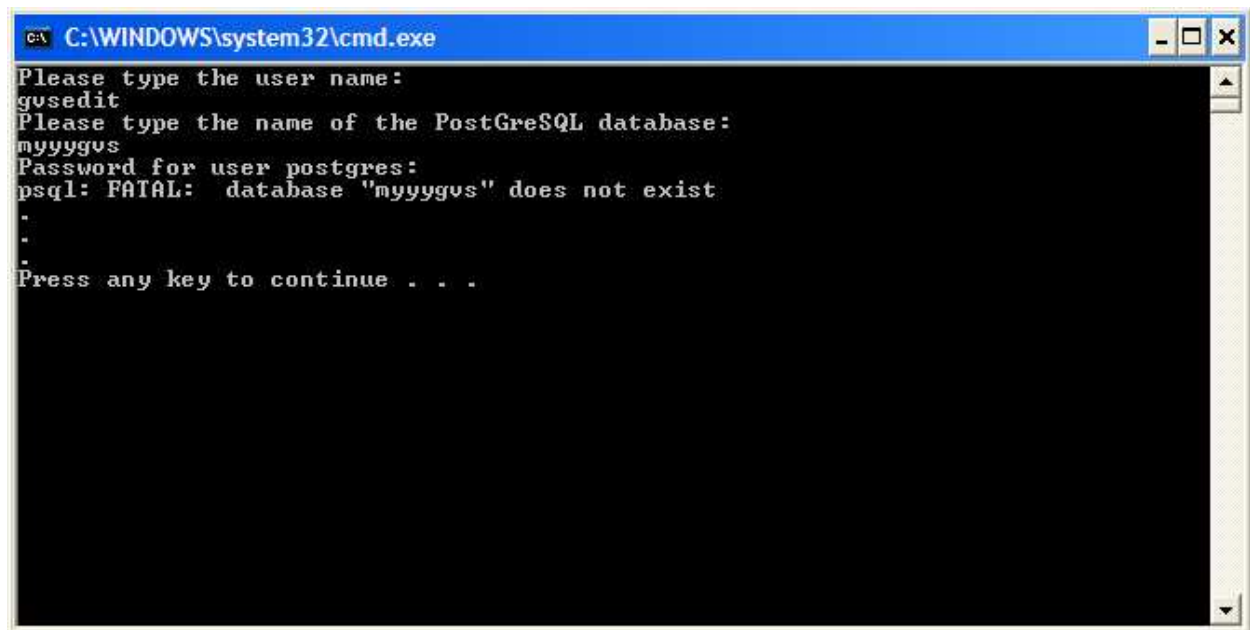 C:\WINDOWS\system32\cmd.exe
Please type the user name:
gvsedit
Please type the name of the PostGreSQL database:
myyygvs
Password for user postgres:
psql: FATAL:  database "myyygvs" does not exist
.
.
.
Press any key to continue . . .